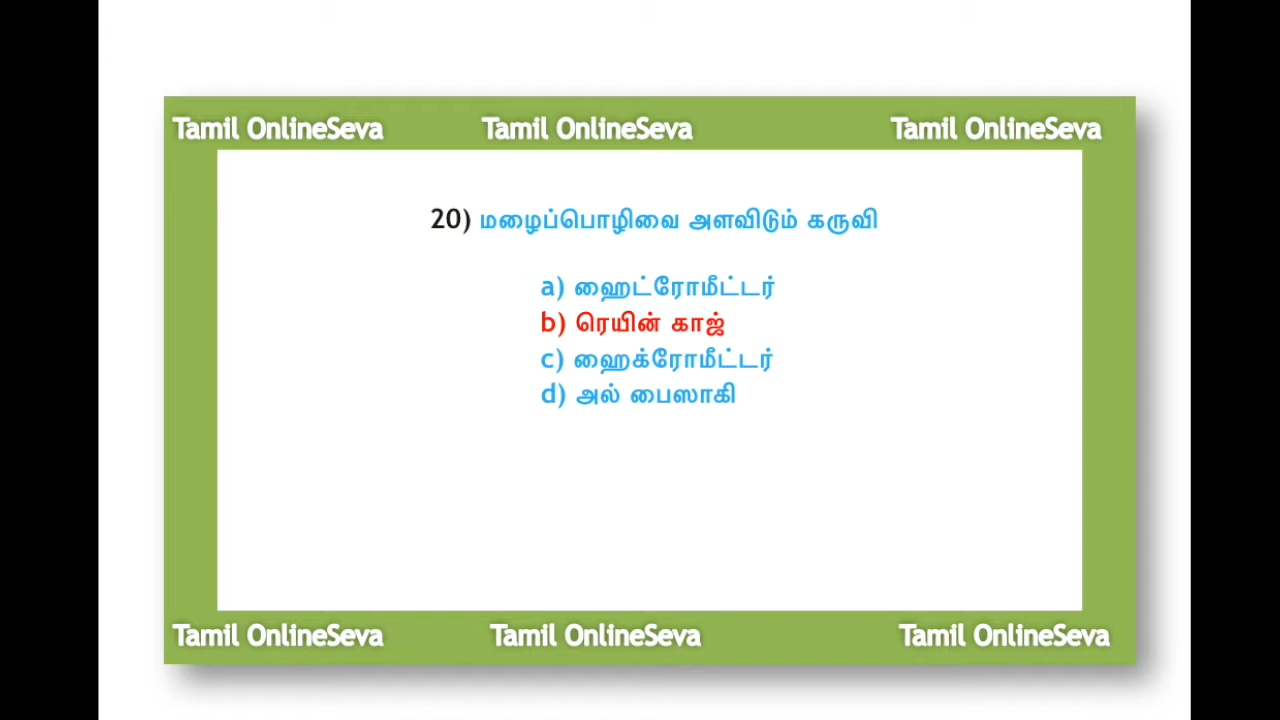 Tamil OnlineSeva Tamil OnlineSeva Tamil OnlineSeva
20) மழைப்பொழிவை அளவிடும் கருவி
a) ஹைட்ரோமீட்டர்
b) ரெயின் காஜ்
c) ஹைக்ரோமீட்டர்
d) அல் பைஸாகி
Tamil OnlineSeva Tamil OnlineSeva Tamil OnlineSeva